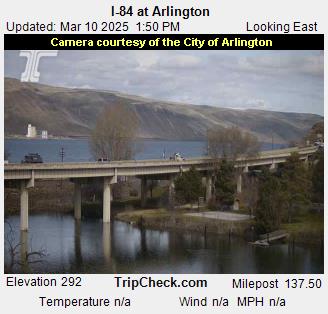 I-84 at Arlington
Updated: Mar 10 2025 1:50 PM Looking East
Camera courtesy of the City of Arlington
Elevation 292 TripCheck.com Milepost 137.50
Temperature n/a Wind n/a MPH n/a